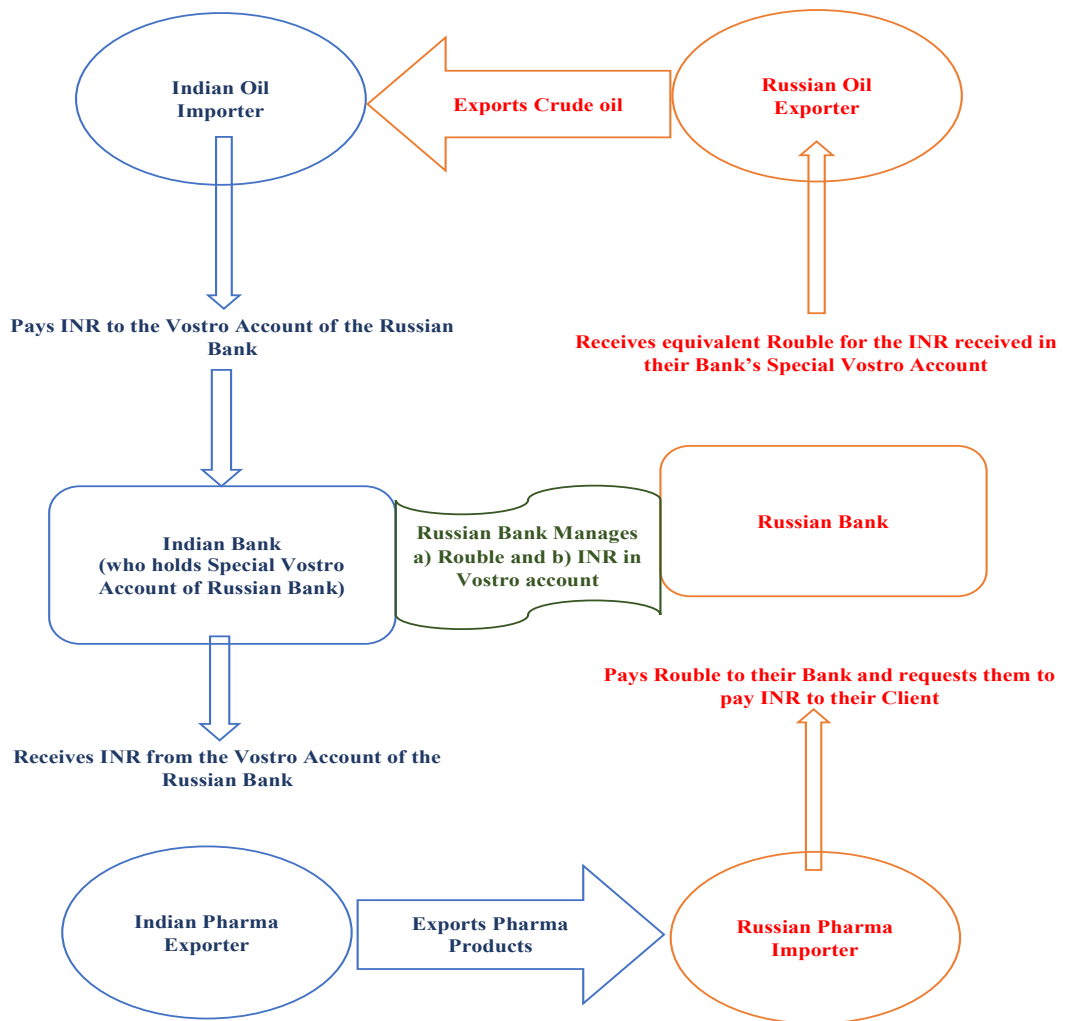 Indian Oil
Importer
Exports Crude oil
Russian Oil
Exporter
Pays INR to the Vostro Account of the Russian
Bank
Receives equivalent Rouble for the INR received in
their Bank’s Special Vostro Account
Indian Bank
(who holds Special Vostro
Account of Russian Bank)
Russian Bank Manages
a) Rouble and b) INR in
Vostro account
Russian Bank
Receives INR from the Vostro Account of the
Russian Bank
Pays Rouble to their Bank and requests them to
pay INR to their Client
Indian Pharma
Exporter
Exports Pharma
Products
Russian Pharma
Importer